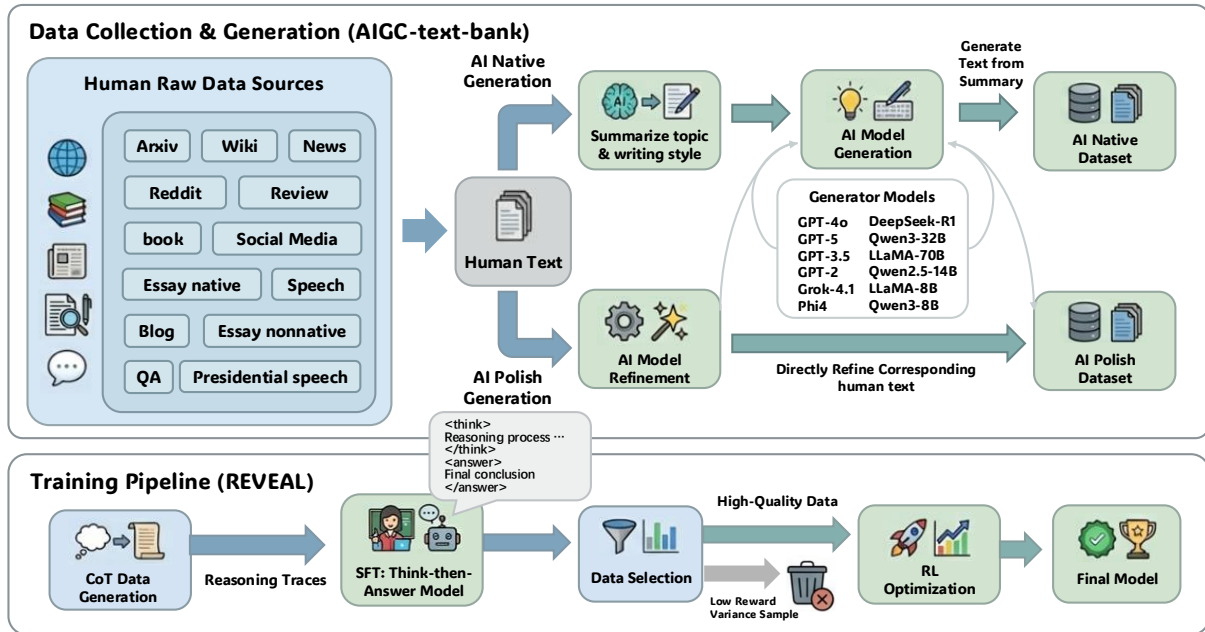 Data Collection & Generation (AIGC-text-bank)
Human Raw Data Sources
Arxiv
Wiki
News
Reddit
Review
book
Social Media
Essay native
Speech
Blog
Essay nonnative
QA
Presidential speech
AI Native
Generation
Human Text
AI Polish
Generation
AI
Summarize topic
& writing style
AI Model
Generation
Generate
Text from
Summary
AI Native
Dataset
Generator Models
GPT-4o
GPT-5
GPT-3.5
GPT-2
Grok-4.1
Phi4
DeepSeek-R1
Qwen3-32B
LLaMA-70B
Qwen2.5-14B
LLaMA-8B
Qwen3-8B
AI Model
Refinement
Directly Refine Corresponding
human text
AI Polish
Dataset
Training Pipeline (REVEAL)
<think>
Reasoning process ···
</think>
<answer>
Final conclusion
</answer>
CoT Data
Generation
Reasoning Traces
SFT: Think-then-
Answer Model
Data Selection
High-Quality Data
Low Reward
Variance Sample
RL
Optimization
Final Model